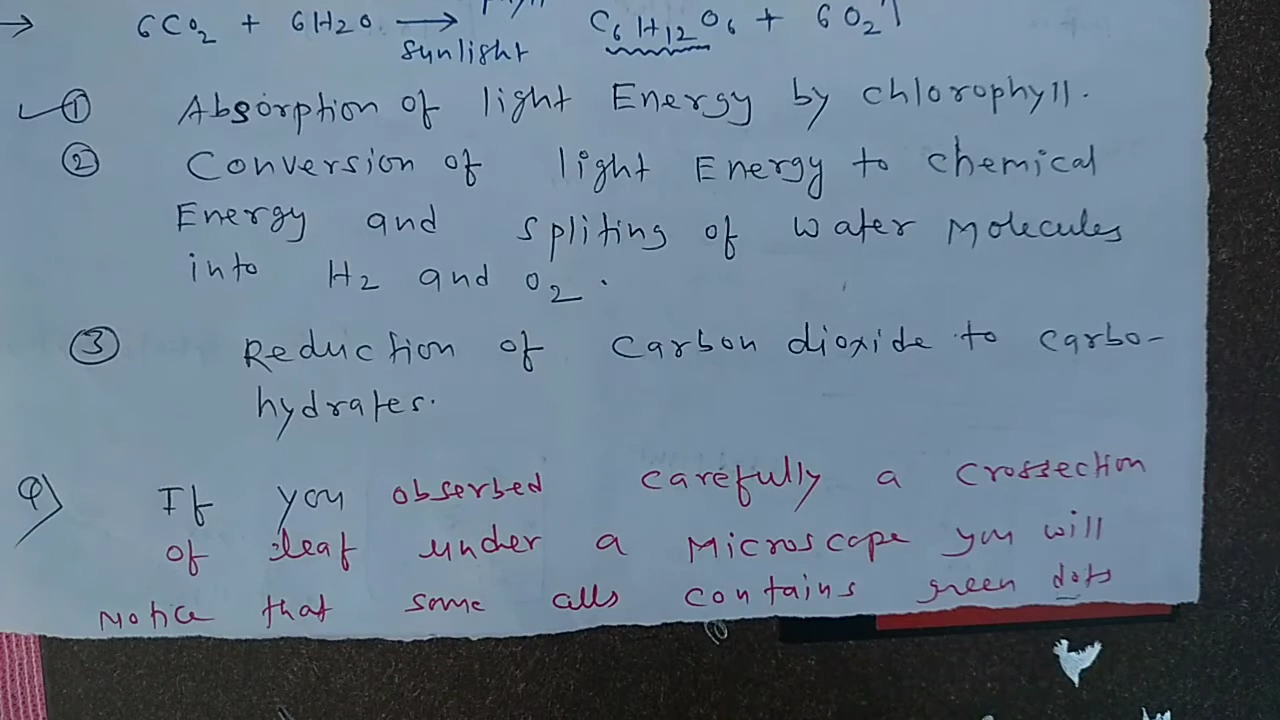 → 6CO2 + 6H2O ⟶ C6H12O6 + 6O2↑
sunlight
① Absorption of light Energy by chlorophyll.
② Conversion of light Energy to chemical
Energy and spliting of water Molecules
into H2 and O2.
③ Reduction of carbon dioxide to carbo-
hydrates.
Q) If you observed carefully a crossection
of leaf under a Microscope you will
Notice that some cells contains green dots